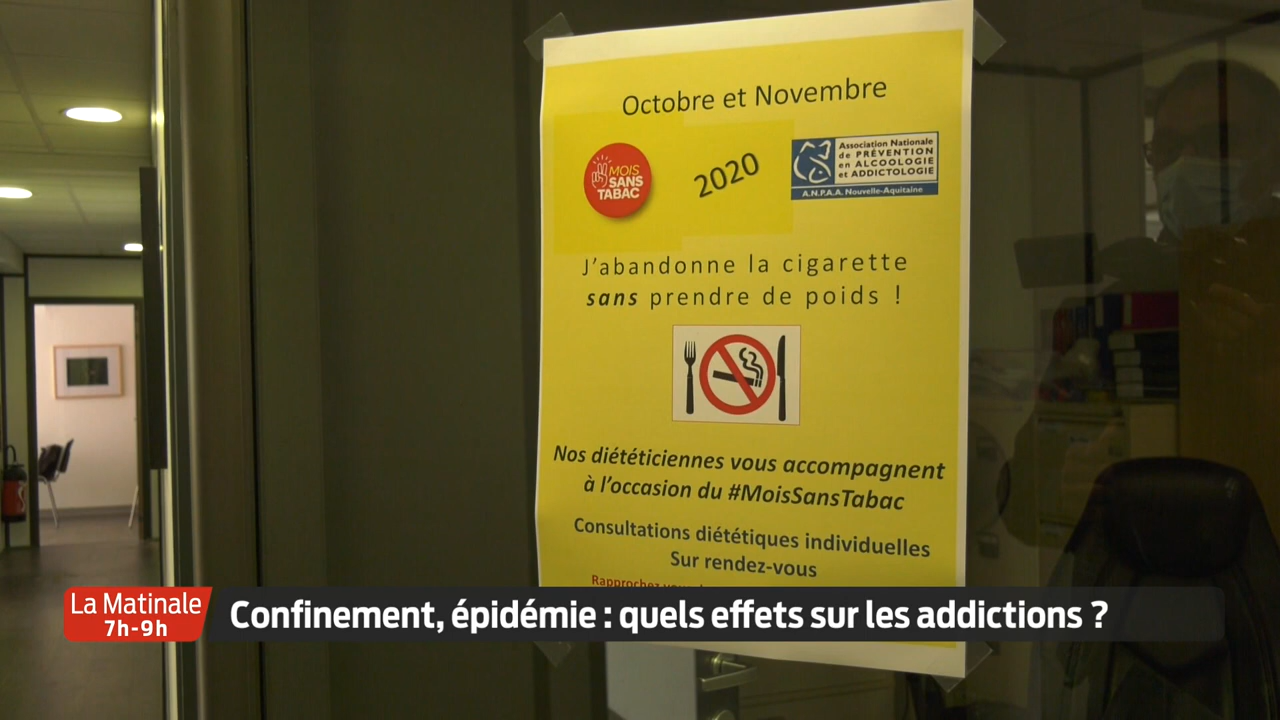 Octobre et Novembre
MOIS
SANS
TABAC
2020
Association Nationale
de PRÉVENTION
en ALCOOLOGIE
et ADDICTOLOGIE
A.N.P.A.A. Nouvelle-Aquitaine
J'abandonne la cigarette
sans prendre de poids !
Nos diététiciennes vous accompagnent
à l'occasion du #MoisSansTabac
Consultations diététiques individuelles
Sur rendez-vous
Rapprochez
La Matinale
7h-9h
Confinement, épidémie : quels effets sur les addictions ?